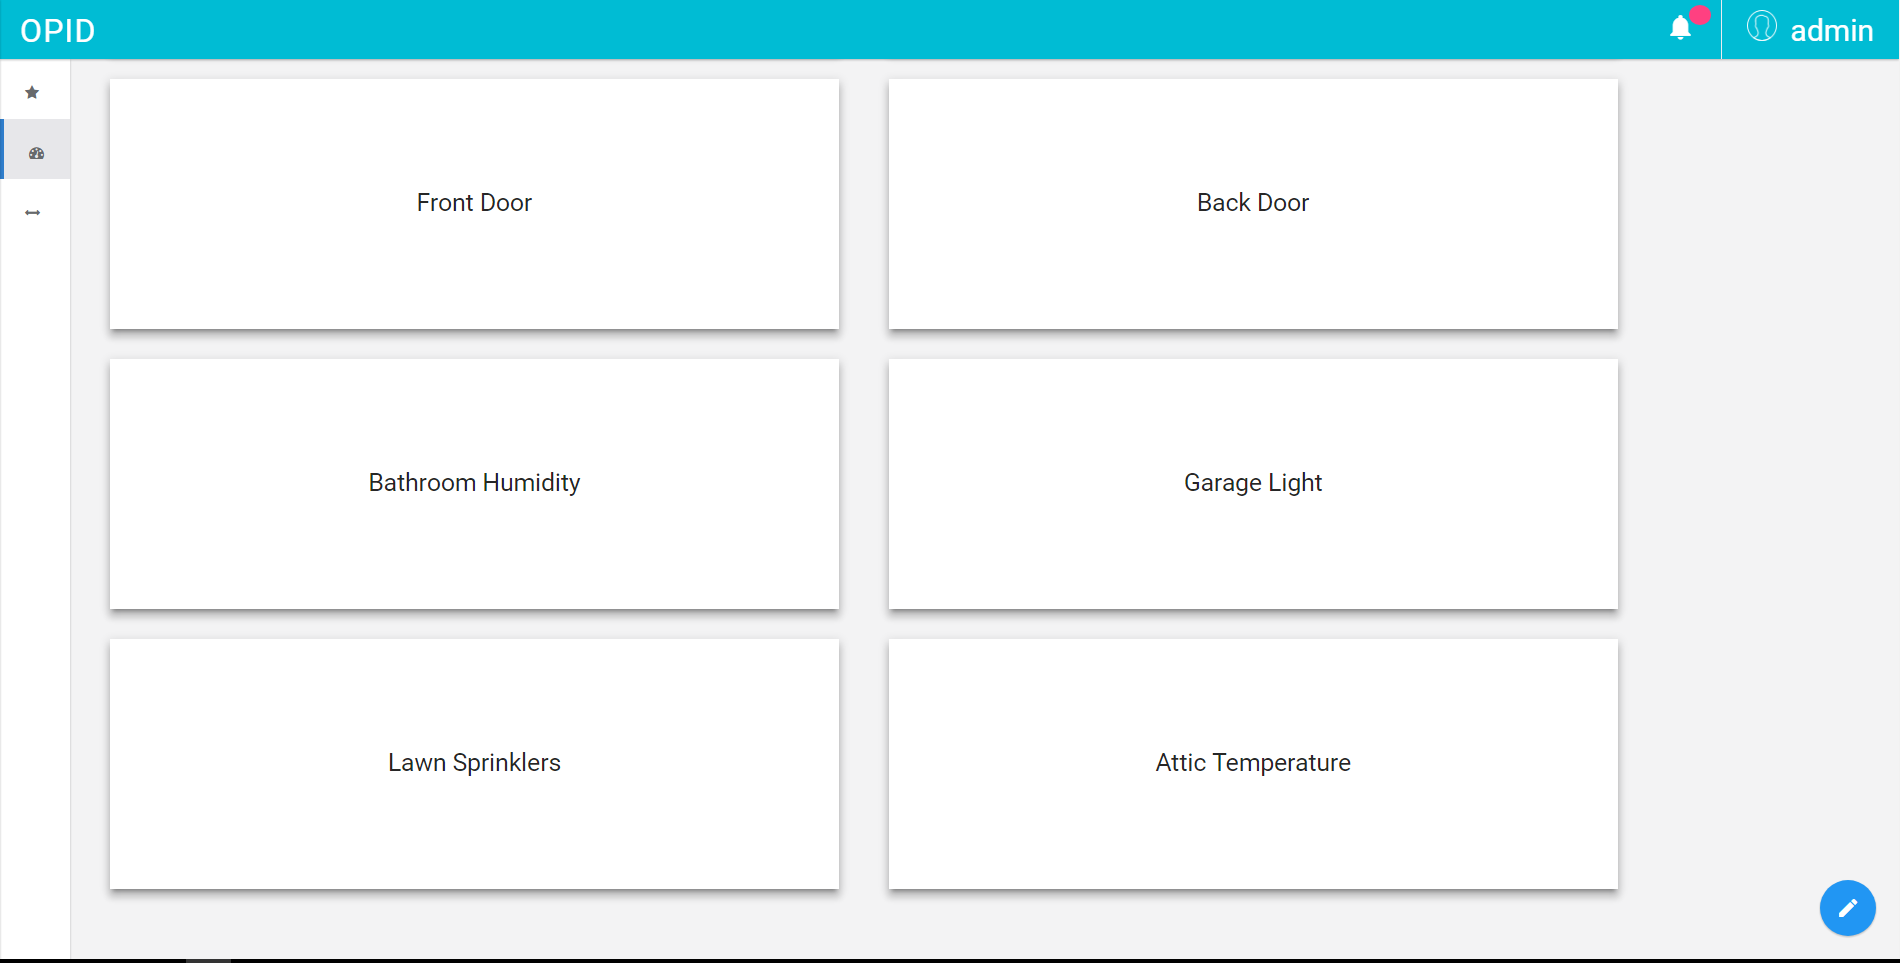 OPID
admin
Front Door
Back Door
Bathroom Humidity
Garage Light
Lawn Sprinklers
Attic Temperature